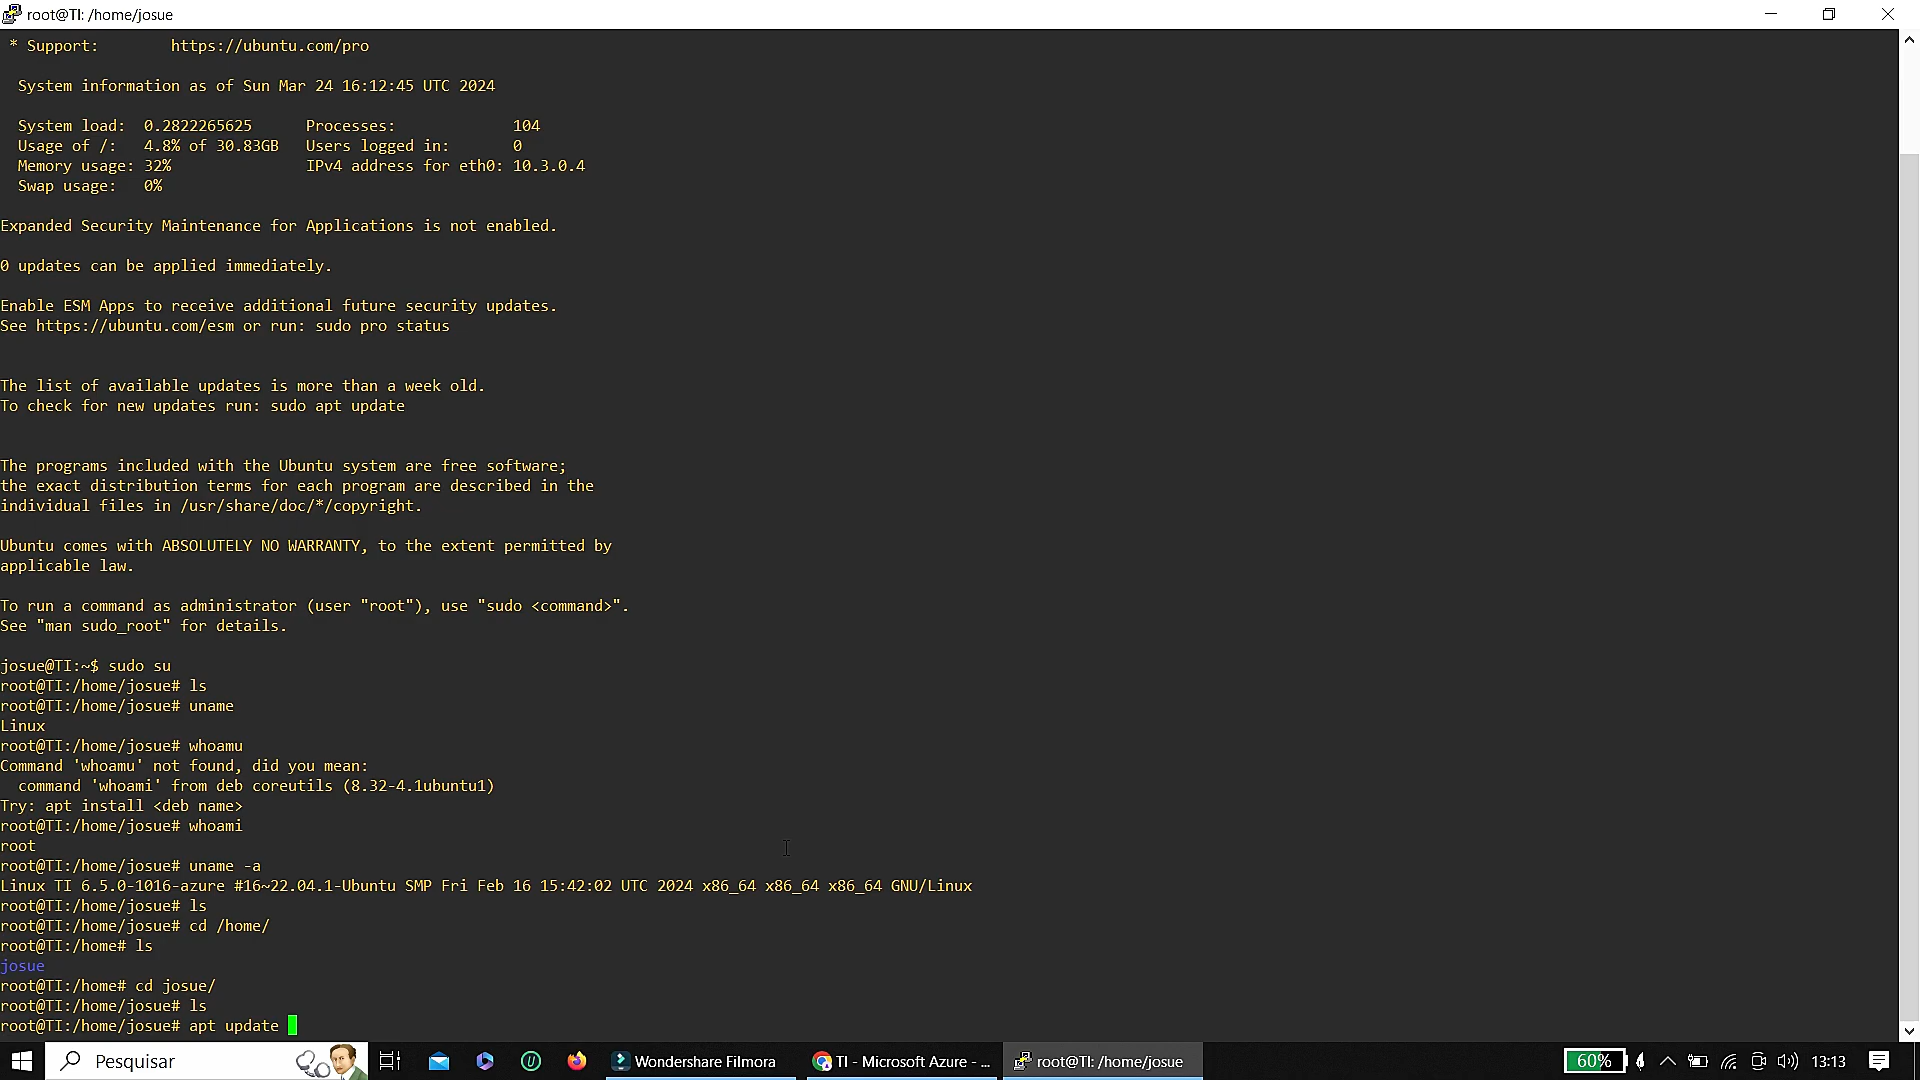 root@TI: /home/josue
* Support:        https://ubuntu.com/pro
System information as of Sun Mar 24 16:12:45 UTC 2024
System load:  0.2822265625      Processes:             104
Usage of /:   4.8% of 30.83GB   Users logged in:       0
Memory usage: 32%               IPv4 address for eth0: 10.3.0.4
Swap usage:   0%
Expanded Security Maintenance for Applications is not enabled.
0 updates can be applied immediately.
Enable ESM Apps to receive additional future security updates.
See https://ubuntu.com/esm or run: sudo pro status
The list of available updates is more than a week old.
To check for new updates run: sudo apt update
The programs included with the Ubuntu system are free software;
the exact distribution terms for each program are described in the
individual files in /usr/share/doc/*/copyright.
Ubuntu comes with ABSOLUTELY NO WARRANTY, to the extent permitted by
applicable law.
To run a command as administrator (user "root"), use "sudo <command>".
See "man sudo_root" for details.
josue@TI:~$ sudo su
root@TI:/home/josue# ls
root@TI:/home/josue# uname
Linux
root@TI:/home/josue# whoamu
Command 'whoamu' not found, did you mean:
command 'whoami' from deb coreutils (8.32-4.1ubuntu1)
Try: apt install <deb name>
root@TI:/home/josue# whoami
root
root@TI:/home/josue# uname -a
Linux TI 6.5.0-1016-azure #16~22.04.1-Ubuntu SMP Fri Feb 16 15:42:02 UTC 2024 x86_64 x86_64 x86_64 GNU/Linux
root@TI:/home/josue# ls
root@TI:/home/josue# cd /home/
root@TI:/home# ls
josue
root@TI:/home# cd josue/
root@TI:/home/josue# ls
root@TI:/home/josue# apt update
Pesquisar
Wondershare Filmora
TI - Microsoft Azure - ...
root@TI: /home/josue
60%
13:13